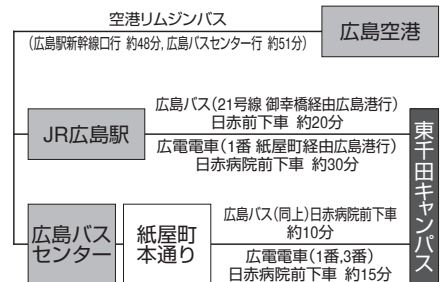 空港リムジンバス
(広島駅新幹線口行 約48分, 広島バスセンター行 約51分)
広島空港
JR広島駅
広島バス(21号線 御幸橋経由広島港行)
日赤前下車 約20分
広電電車(1番 紙屋町経由広島港行)
日赤病院前下車 約30分
広島バス
センター
紙屋町
本通り
広島バス(同上)日赤病院前下車
約10分
広電電車(1番,3番)
日赤病院前下車 約15分
東千田キャンパス